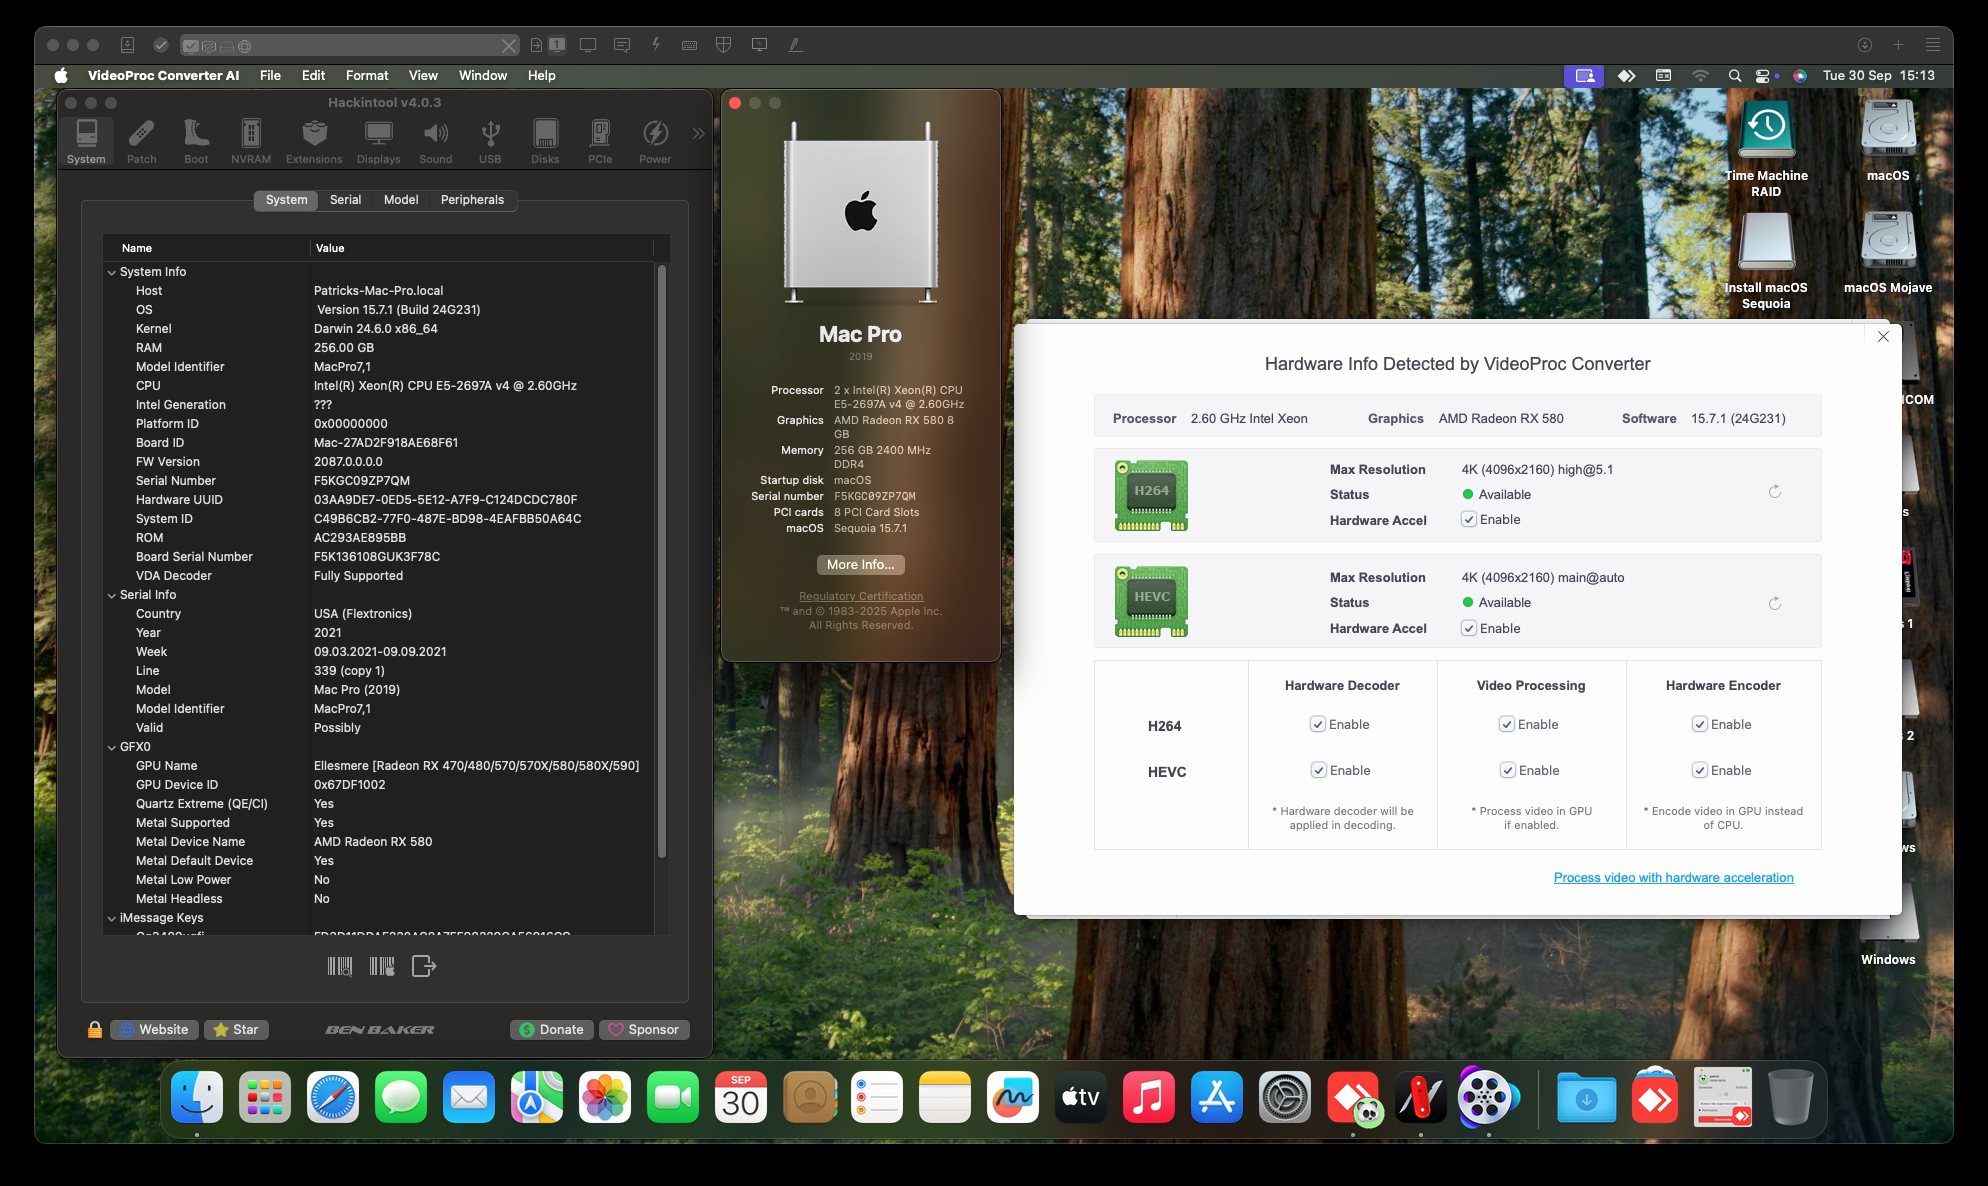 1
VideoProc Converter AI File Edit Format View Window Help
Tue 30 Sep 15:13
Hackintool v4.0.3
System Patch Boot NVRAM Extensions Displays Sound USB Disks PCIe Power
System Serial Model Peripherals
Name Value
System Info
Host Patricks-Mac-Pro.local
OS Version 15.7.1 (Build 24G231)
Kernel Darwin 24.6.0 x86_64
RAM 256.00 GB
Model Identifier MacPro7,1
CPU Intel(R) Xeon(R) CPU E5-2697A v4 @ 2.60GHz
Intel Generation ???
Platform ID 0x00000000
Board ID Mac-27AD2F918AE68F61
FW Version 2087.0.0.0.0
Serial Number F5KGC09ZP7QM
Hardware UUID 03AA9DE7-0ED5-5E12-A7F9-C124DCDC780F
System ID C49B6CB2-77F0-487E-BD98-4EAFBB50A64C
ROM AC293AE895BB
Board Serial Number F5K136108GUK3F78C
VDA Decoder Fully Supported
Serial Info
Country USA (Flextronics)
Year 2021
Week 09.03.2021-09.09.2021
Line 339 (copy 1)
Model Mac Pro (2019)
Model Identifier MacPro7,1
Valid Possibly
GFX0
GPU Name Ellesmere [Radeon RX 470/480/570/570X/580/580X/590]
GPU Device ID 0x67DF1002
Quartz Extreme (QE/CI) Yes
Metal Supported Yes
Metal Device Name AMD Radeon RX 580
Metal Default Device Yes
Metal Low Power No
Metal Headless No
iMessage Keys
Website Star BEN BAKER Donate Sponsor
Mac Pro
2019
Processor 2 x Intel(R) Xeon(R) CPU
E5-2697A v4 @ 2.60GHz
Graphics AMD Radeon RX 580 8
GB
Memory 256 GB 2400 MHz
DDR4
Startup disk macOS
Serial number F5KGC09ZP7QM
PCI cards 8 PCI Card Slots
macOS Sequoia 15.7.1
More Info...
Regulatory Certification
™ and © 1983-2025 Apple Inc.
All Rights Reserved.
Time Machine
RAID
macOS
Install macOS
Sequoia
macOS Mojave
ICOM
s
s 1
s 2
ws
Windows
Hardware Info Detected by VideoProc Converter
Processor 2.60 GHz Intel Xeon Graphics AMD Radeon RX 580 Software 15.7.1 (24G231)
H264
Max Resolution 4K (4096x2160) high@5.1
Status Available
Hardware Accel Enable
HEVC
Max Resolution 4K (4096x2160) main@auto
Status Available
Hardware Accel Enable
Hardware Decoder Video Processing Hardware Encoder
H264 Enable Enable Enable
HEVC Enable Enable Enable
* Hardware decoder will be
applied in decoding.
* Process video in GPU
if enabled.
* Encode video in GPU instead
of CPU.
Process video with hardware acceleration
SEP
30
tv